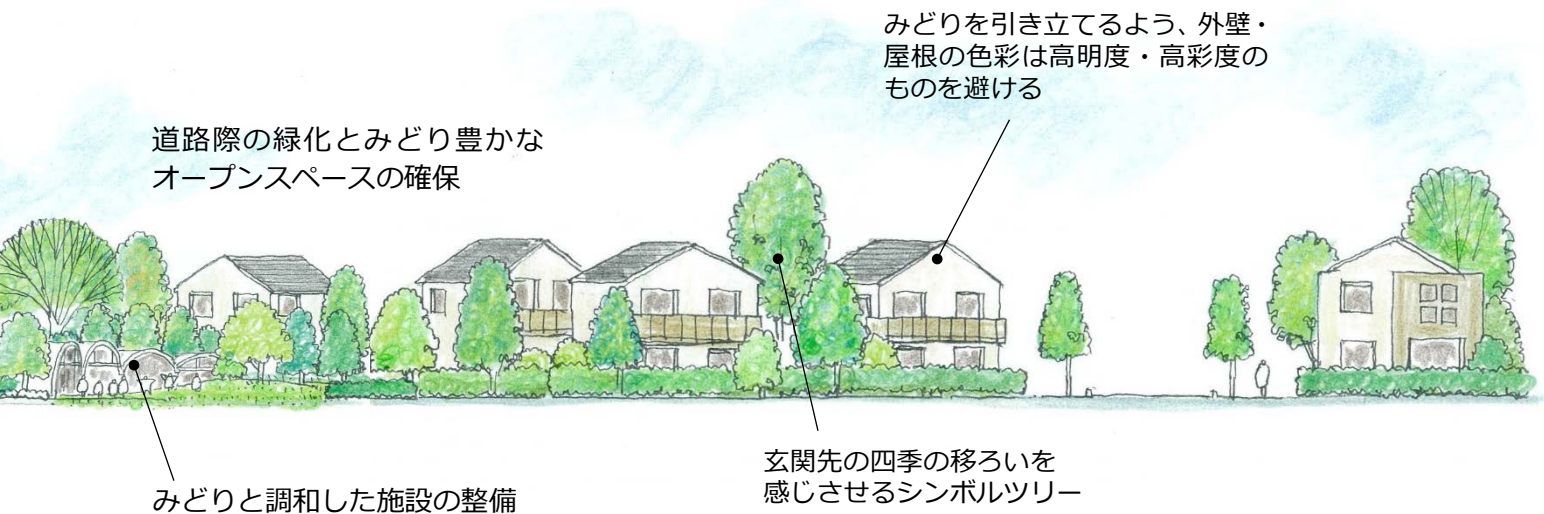 みどりを引き立てるよう、外壁・
屋根の色彩は高明度・高彩度の
ものを避ける
道路際の緑化とみどり豊かな
オープンスペースの確保
玄関先の四季の移ろいを
感じさせるシンボルツリー
みどりと調和した施設の整備